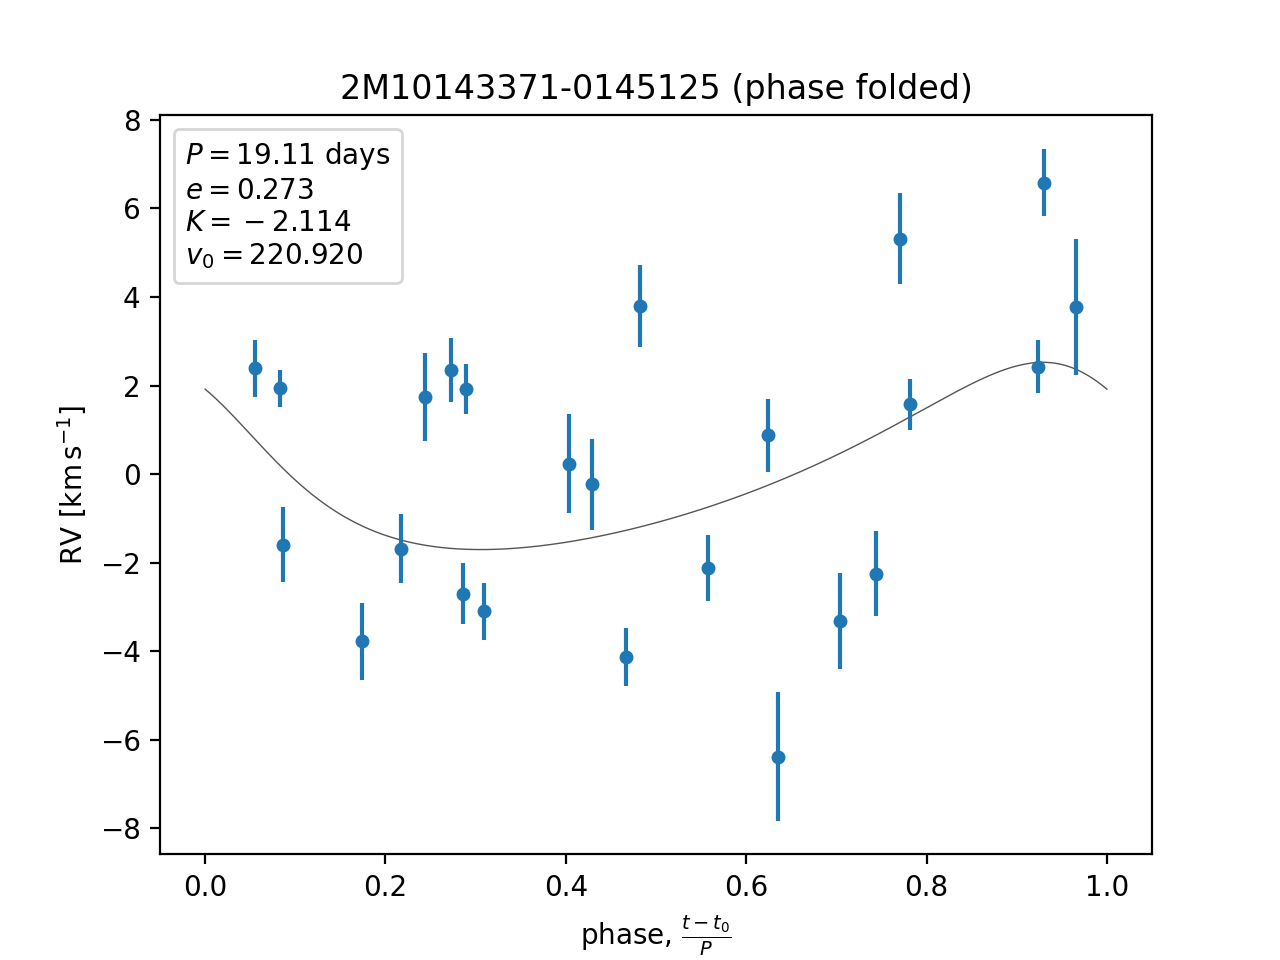 2M10143371-0145125 (phase folded)
P = 19.11 days
e = 0.273
K = −2.114
v₀ = 220.920
8
6
4
2
0
−2
−4
−6
−8
RV [km s⁻¹]
0.0 0.2 0.4 0.6 0.8 1.0
phase, (t − t₀)/P